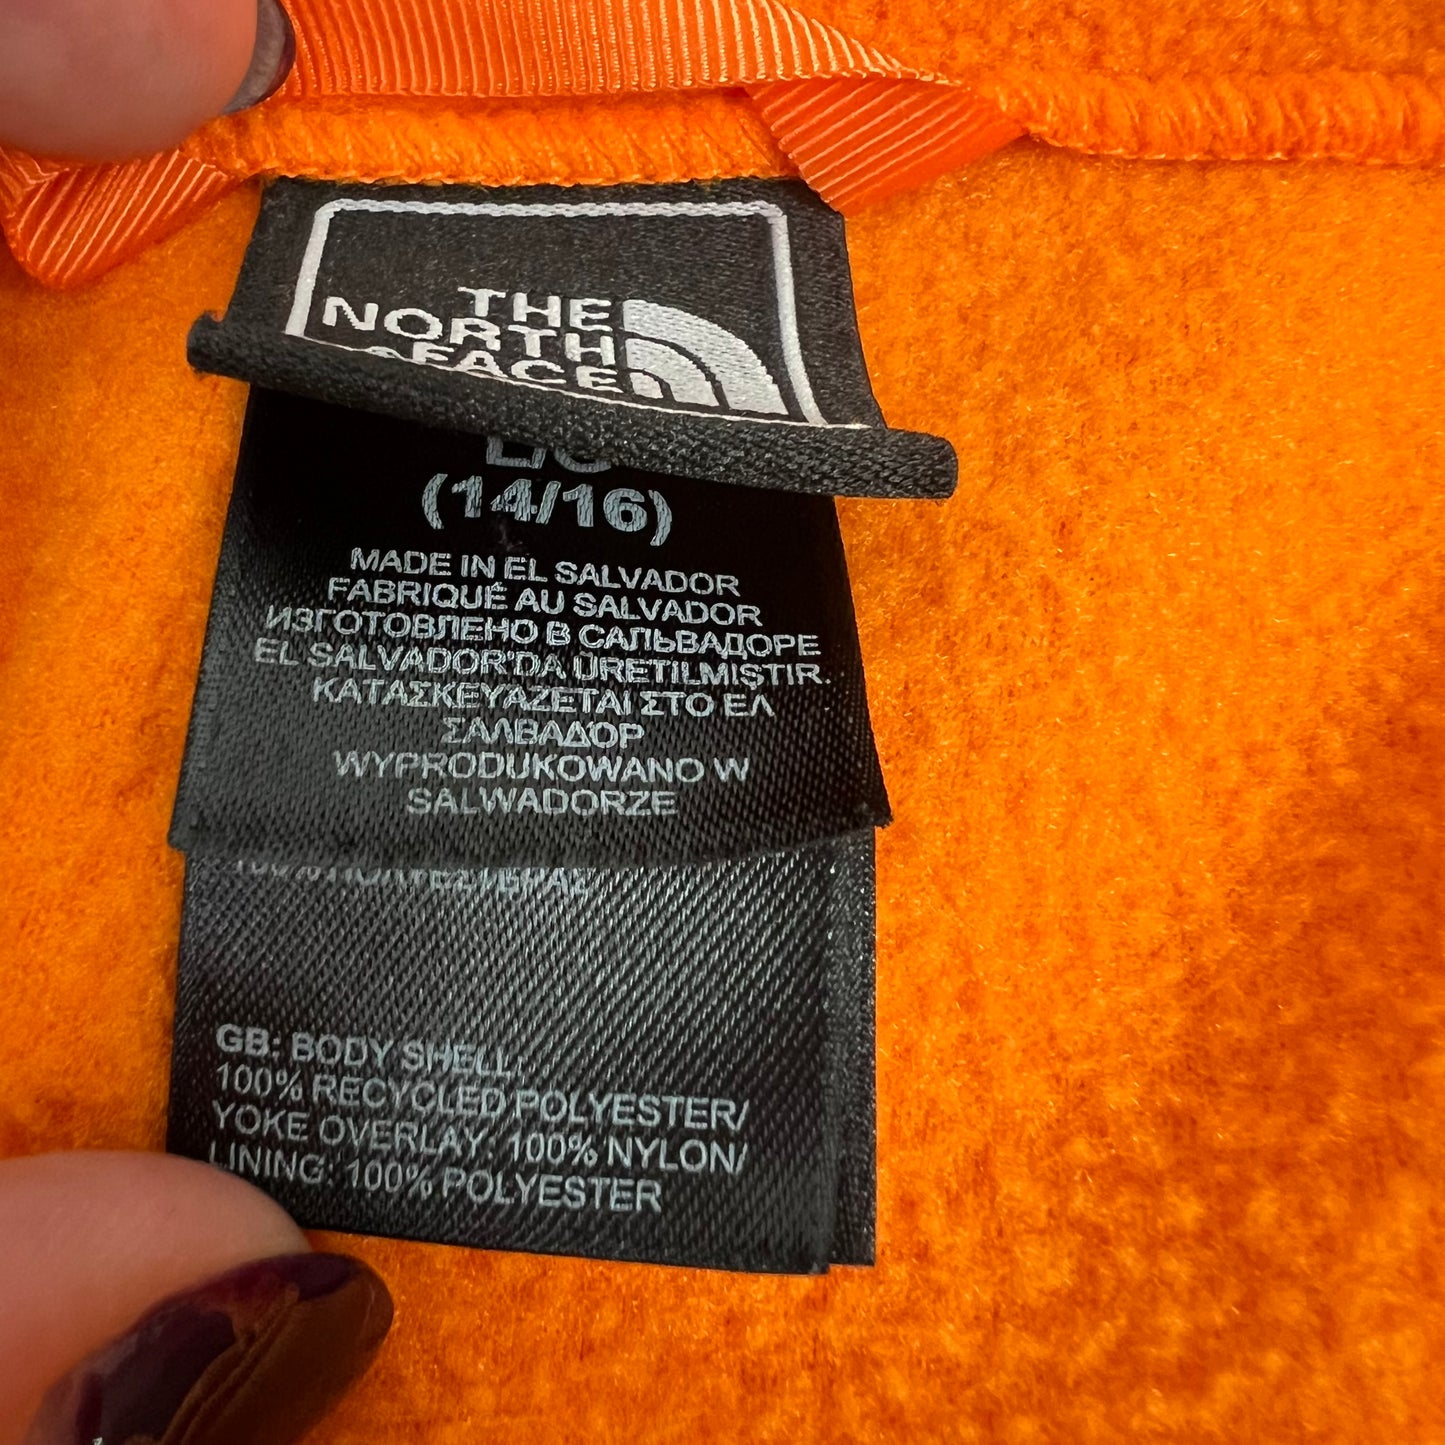 THE
NORTH
FACE
(14/16)
MADE IN EL SALVADOR
FABRIQUÉ AU SALVADOR
ИЗГОТОВЛЕНО В САЛЬВАДОРЕ
EL SALVADOR'DA ÜRETILMIŞTIR.
ΚΑΤΑΣΚΕΥΑΖΕΤΑΙ ΣΤΟ ΕΛ
ΣΑΛΒΑΔΟΡ
WYPRODUKOWANO W
SALWADORZE
GB: BODY SHELL:
100% RECYCLED POLYESTER/
YOKE OVERLAY: 100% NYLON/
LINING: 100% POLYESTER